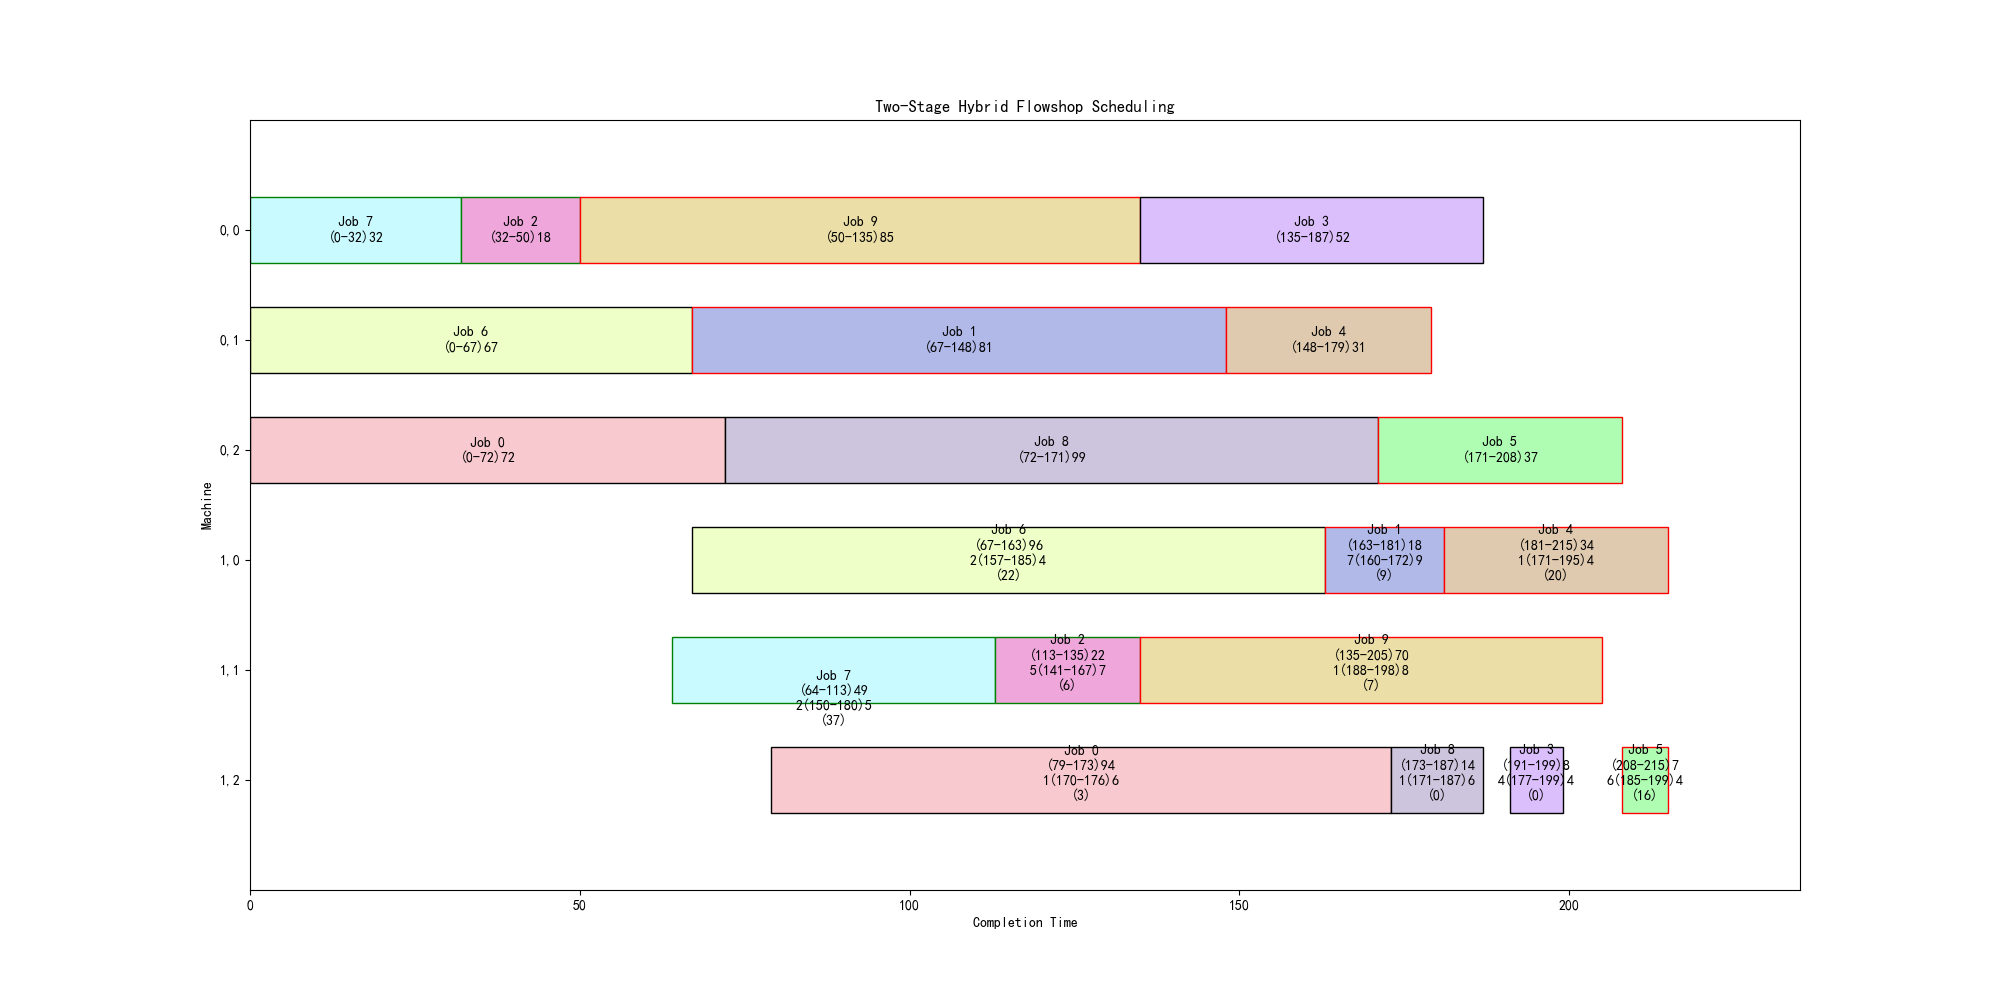 Two-Stage Hybrid Flowshop Scheduling
0,0
Job 7
(0-32)32
Job 2
(32-50)18
Job 9
(50-135)85
Job 3
(135-187)52
0,1
Job 6
(0-67)67
Job 1
(67-148)81
Job 4
(148-179)31
0,2
Job 0
(0-72)72
Job 8
(72-171)99
Job 5
(171-208)37
Machine
1,0
Job 6
(67-163)96
2(157-185)4
(22)
Job 1
(163-181)18
7(160-172)9
(9)
Job 4
(181-215)34
1(171-195)4
(20)
1,1
Job 7
(64-113)49
2(150-180)5
(37)
Job 2
(113-135)22
5(141-167)7
(6)
Job 9
(135-205)70
1(188-198)8
(7)
1,2
Job 0
(79-173)94
1(170-176)6
(3)
Job 8
(173-187)14
1(171-187)6
(0)
Job 3
(191-199)8
4(177-199)4
(0)
Job 5
(208-215)7
6(185-199)4
(16)
0
50
100
150
200
Completion Time